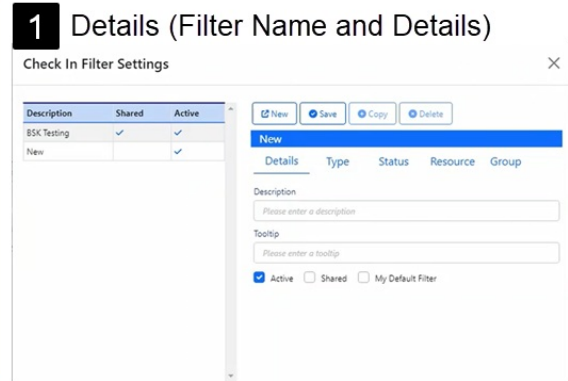 1 Details (Filter Name and Details)
Check In Filter Settings
Description Shared Active
BSK Testing
New
New Save Copy Delete
New
Details Type Status Resource Group
Description
Please enter a description
Tooltip
Please enter a tooltip
Active Shared My Default Filter